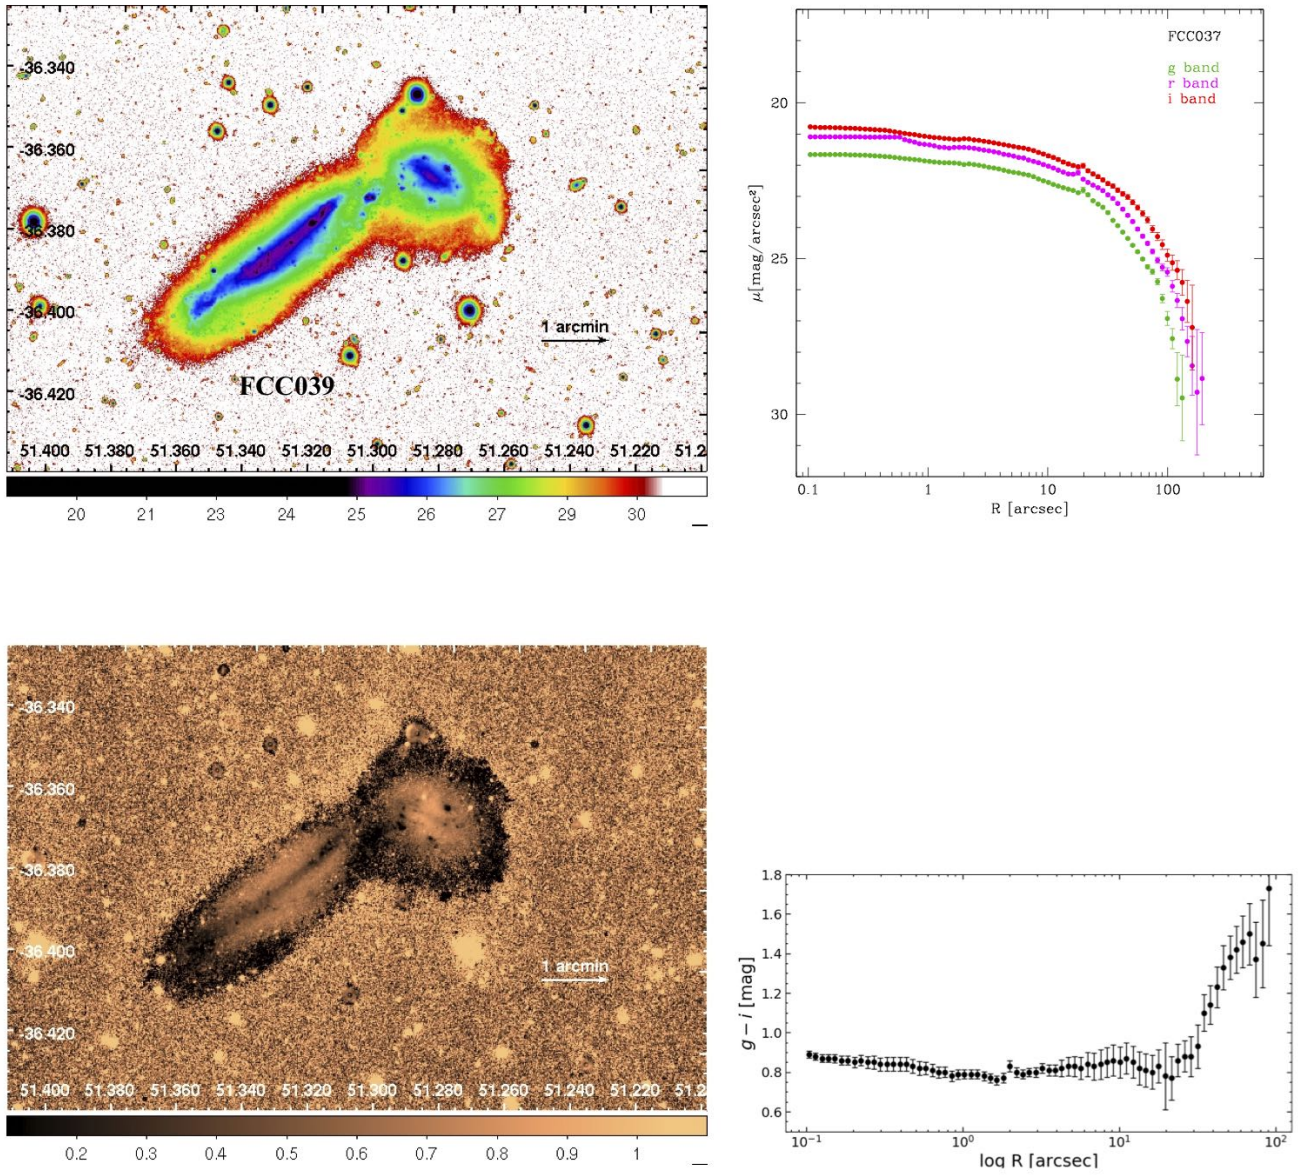 -36.340
-36.360
-36.380
-36.400
-36.420
1 arcmin
FCC039
51.400 51.380 51.360 51.340 51.320 51.300 51.280 51.260 51.240 51.220 51.2
20 21 23 24 25 26 27 29 30
FCC037
g band
r band
i band
20
25
30
μ[mag/arcsec²]
0.1 1 10 100
R [arcsec]
-36.340
-36.360
-36.380
-36.400
-36.420
1 arcmin
51.400 51.380 51.360 51.340 51.320 51.300 51.280 51.260 51.240 51.220 51.2
0.2 0.3 0.4 0.5 0.6 0.7 0.8 0.9 1
1.8
1.6
1.4
1.2
1.0
0.8
0.6
g − i [mag]
10⁻¹ 10⁰ 10¹ 10²
log R [arcsec]